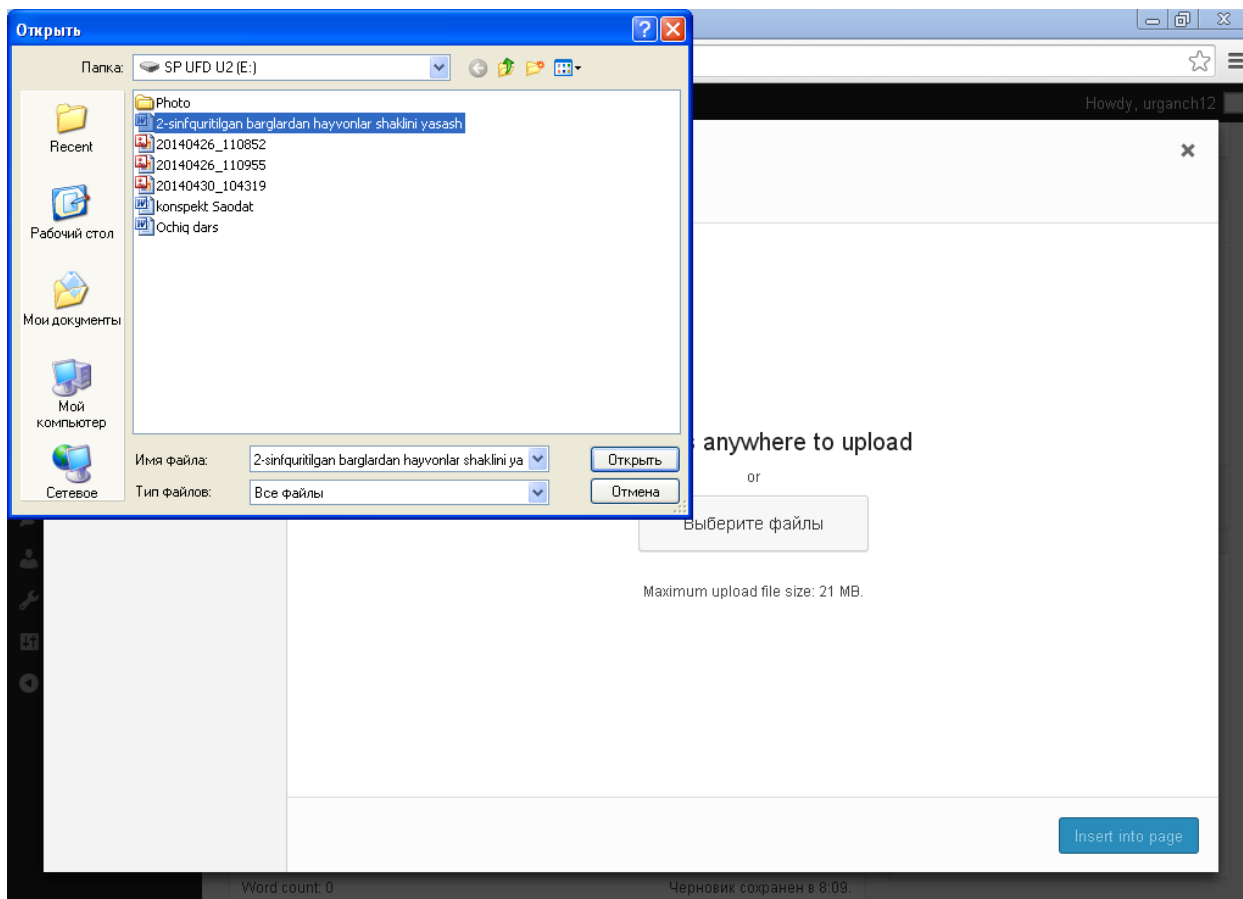 Открыть
Папка: SP UFD U2 (E:)
Howdy, urganch12
Photo
2-sinfquritilgan barglardan hayvonlar shaklini yasash
20140426_110852
20140426_110955
20140430_104319
konspekt Saodat
Ochiq dars
Recent
Рабочий стол
Мои документы
Мой
компьютер
Сетевое
Имя файла: 2-sinfquritilgan barglardan hayvonlar shaklini ya Открыть
Тип файлов: Все файлы Отмена
anywhere to upload
or
Выберите файлы
Maximum upload file size: 21 MB.
Insert into page
Word count: 0 Черновик сохранен в 8:09.